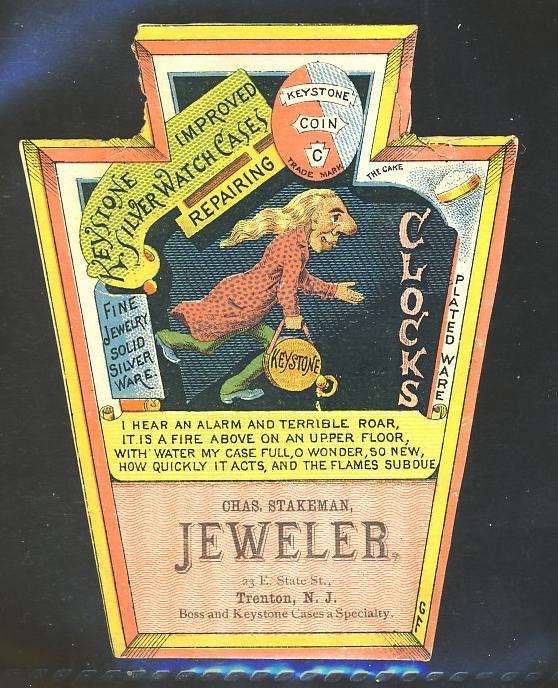 KEYSTONE
SILVER WATCH CASES
IMPROVED
REPAIRING
KEYSTONE
COIN
C
TRADE MARK
THE CAKE
CLOCKS
PLATED WARE
FINE
JEWELRY
SOLID
SILVER
WARE.
KEYSTONE
I HEAR AN ALARM AND TERRIBLE ROAR,
IT IS A FIRE ABOVE ON AN UPPER FLOOR,
WITH WATER MY CASE FULL, O WONDER, SO NEW,
HOW QUICKLY IT ACTS, AND THE FLAMES SUBDUE
CHAS. STAKEMAN,
JEWELER,
23 E. State St.,
Trenton, N. J.
Boss and Keystone Cases a Specialty.